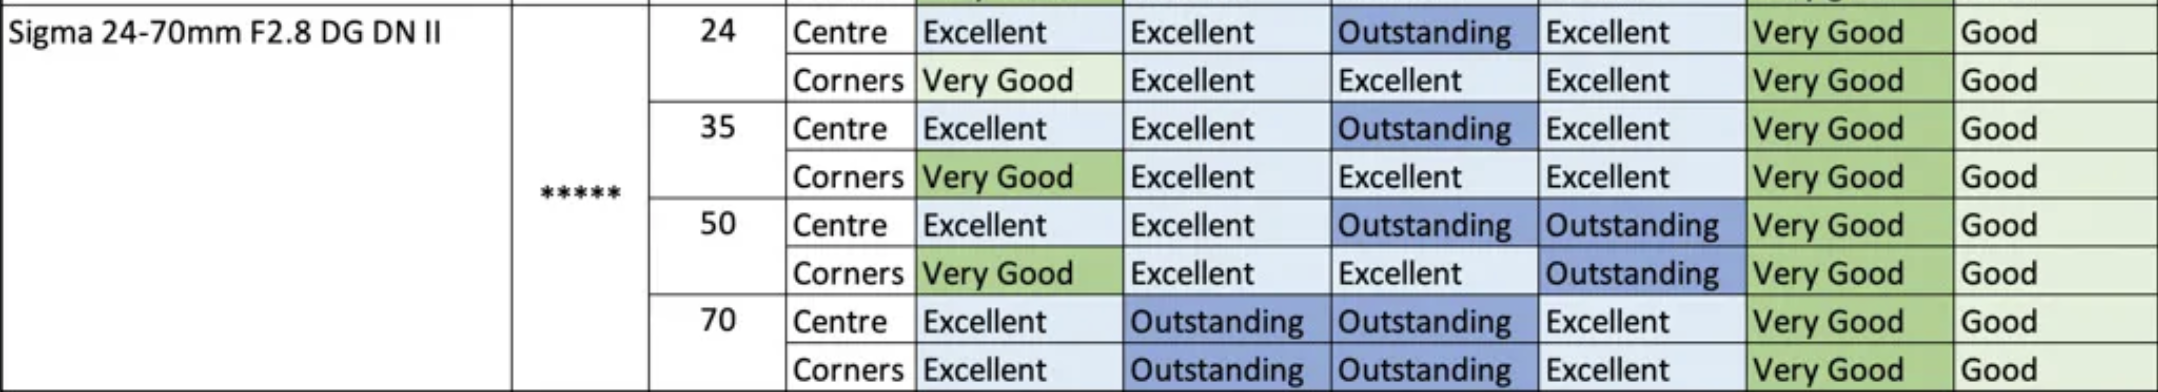 Sigma 24-70mm F2.8 DG DN II ***** 24 Centre Excellent Excellent Outstanding Excellent Very Good Good
Corners Very Good Excellent Excellent Excellent Very Good Good
35 Centre Excellent Excellent Outstanding Excellent Very Good Good
Corners Very Good Excellent Excellent Excellent Very Good Good
50 Centre Excellent Excellent Outstanding Outstanding Very Good Good
Corners Very Good Excellent Excellent Outstanding Very Good Good
70 Centre Excellent Outstanding Outstanding Excellent Very Good Good
Corners Excellent Outstanding Outstanding Excellent Very Good Good